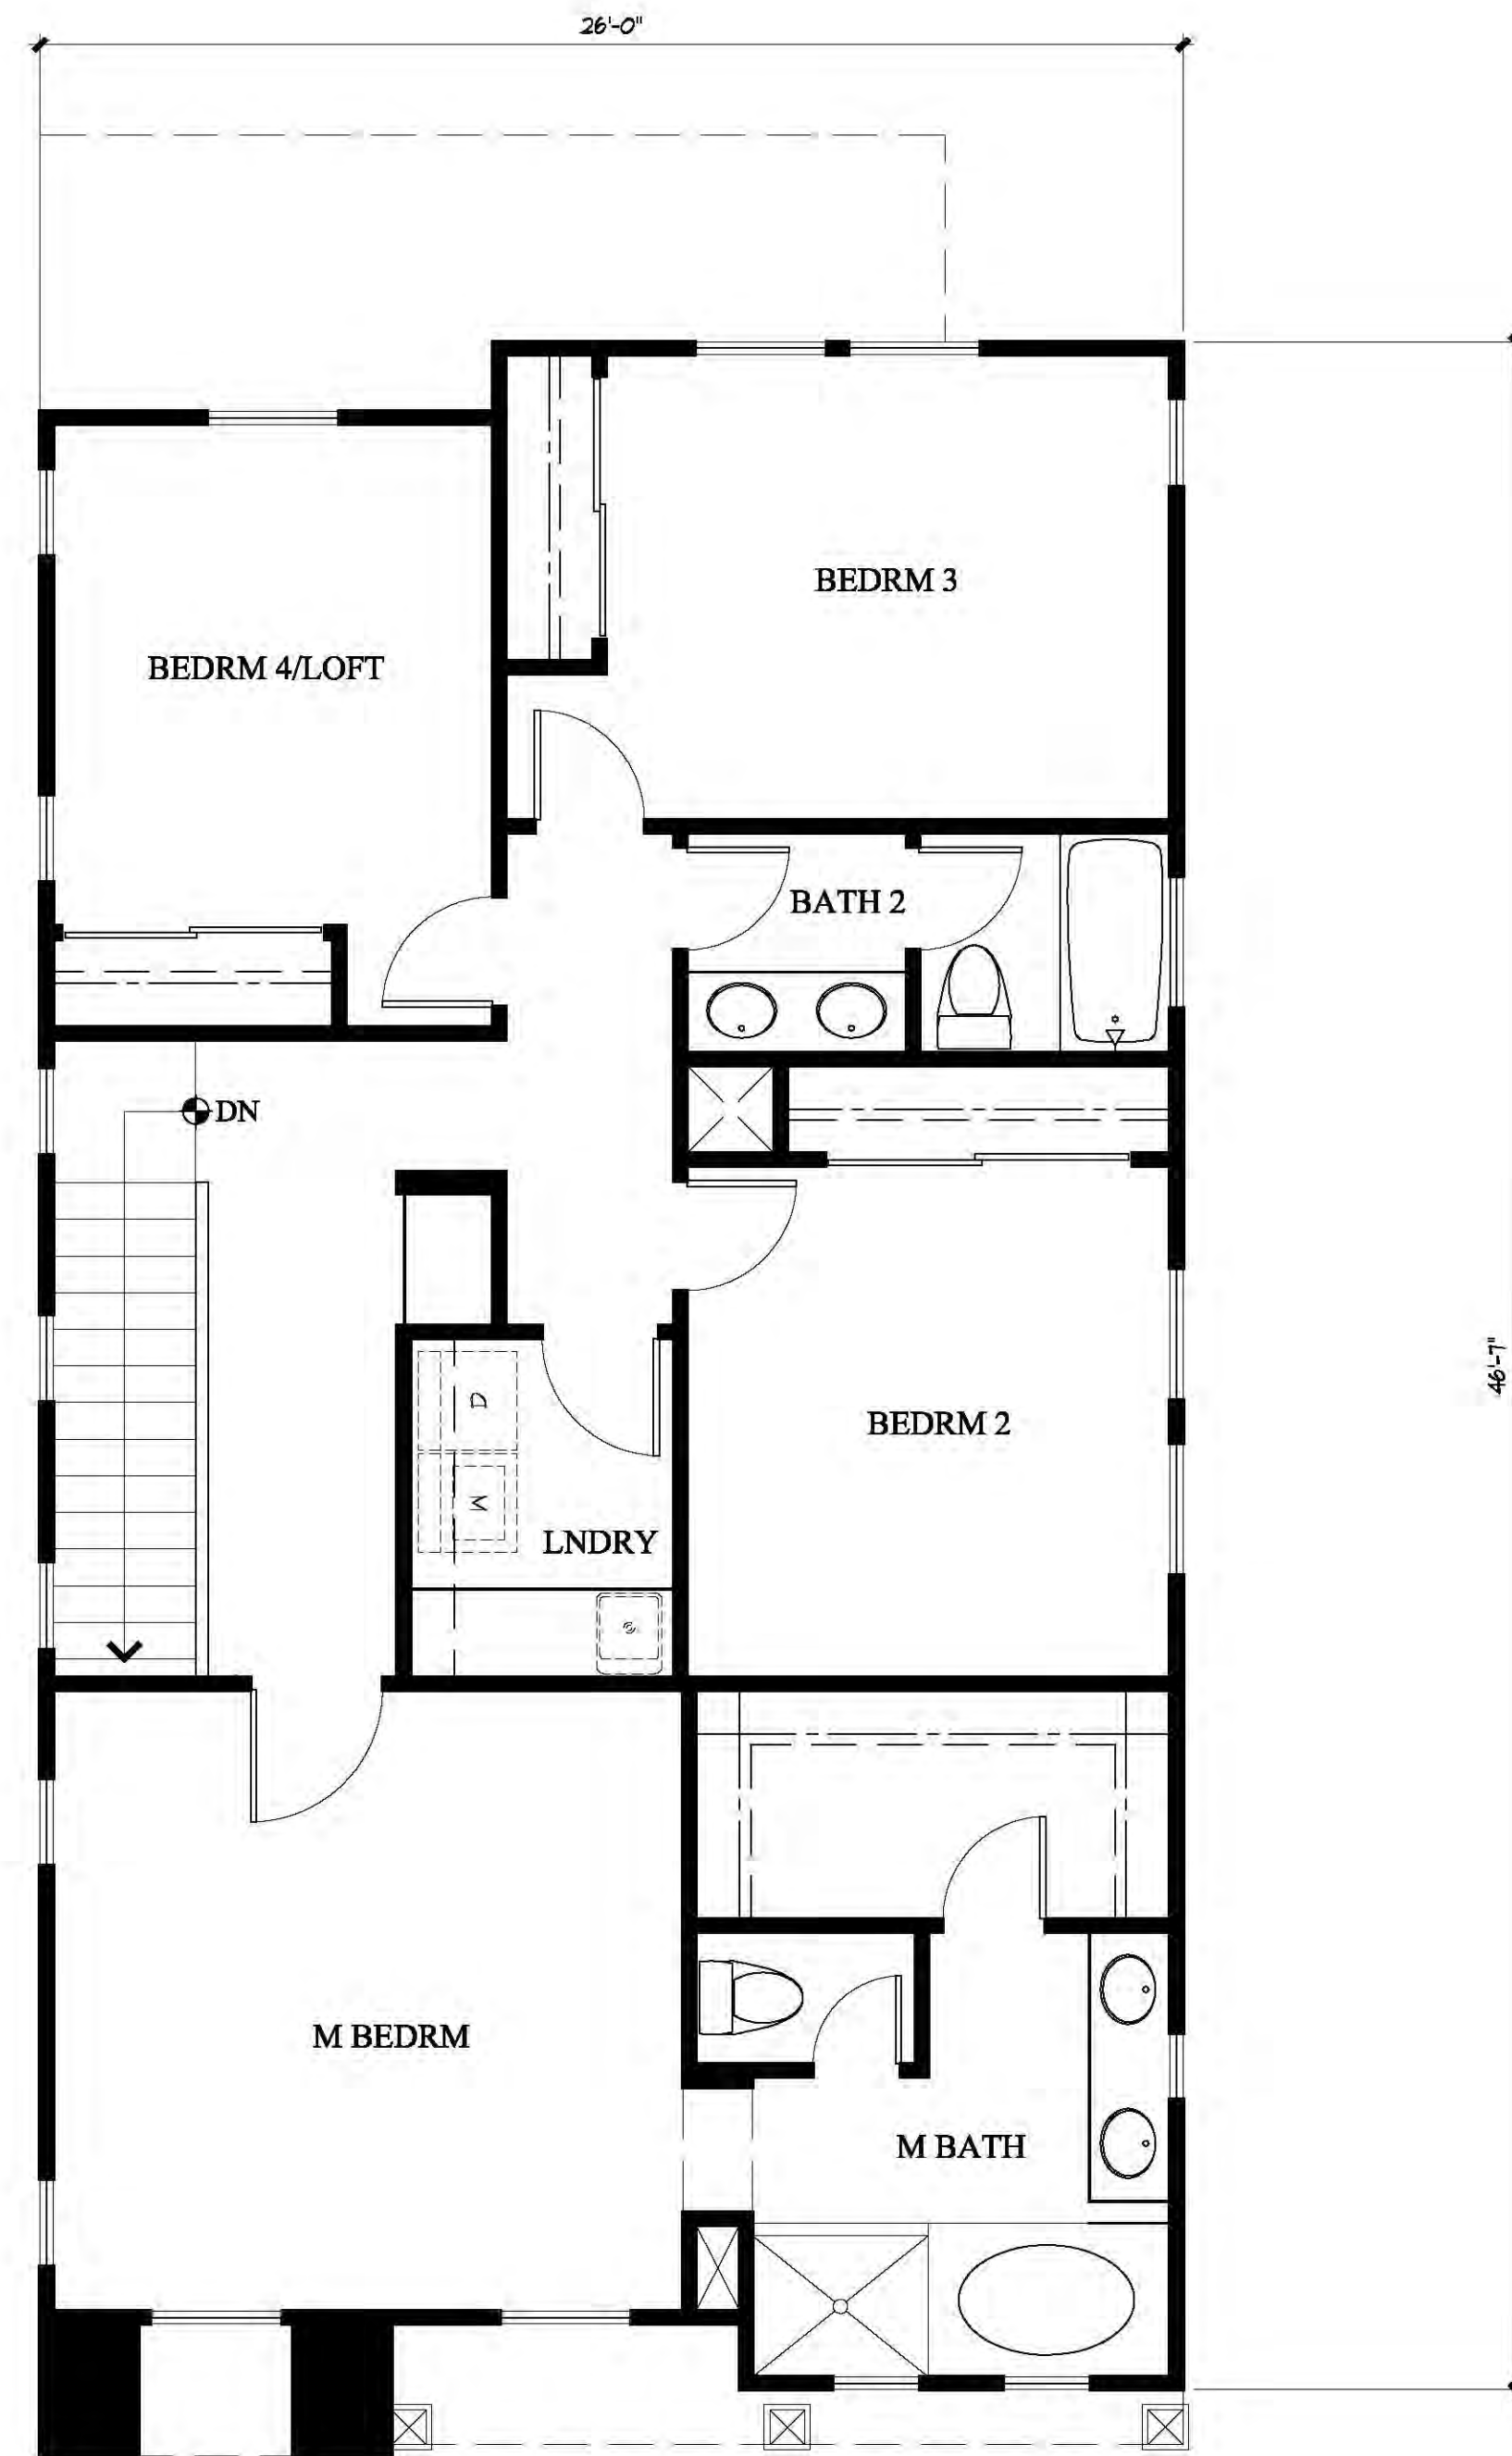 26'-0"
BEDRM 3
BEDRM 4/LOFT
BATH 2
DN
46'-7"
D
BEDRM 2
W
LNDRY
M BEDRM
M BATH